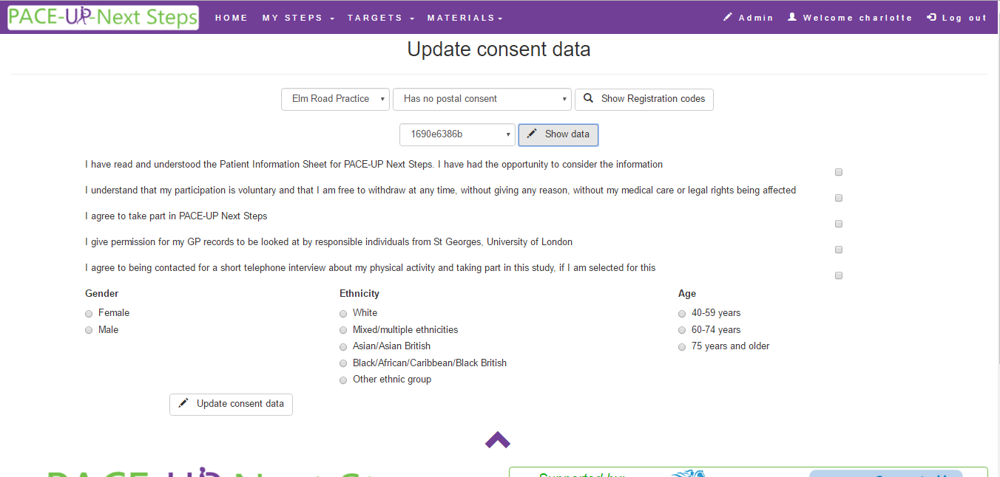 PACE-UP-Next Steps HOME MY STEPS TARGETS MATERIALS Admin Welcome charlotte Log out
Update consent data
Elm Road Practice Has no postal consent Show Registration codes
1690e6386b Show data
I have read and understood the Patient Information Sheet for PACE-UP Next Steps. I have had the opportunity to consider the information
I understand that my participation is voluntary and that I am free to withdraw at any time, without giving any reason, without my medical care or legal rights being affected
I agree to take part in PACE-UP Next Steps
I give permission for my GP records to be looked at by responsible individuals from St Georges, University of London
I agree to being contacted for a short telephone interview about my physical activity and taking part in this study, if I am selected for this
Gender Ethnicity Age
Female White 40-59 years
Male Mixed/multiple ethnicities 60-74 years
Asian/Asian British 75 years and older
Black/African/Caribbean/Black British
Other ethnic group
Update consent data
PACE-UP-Next Supported by: